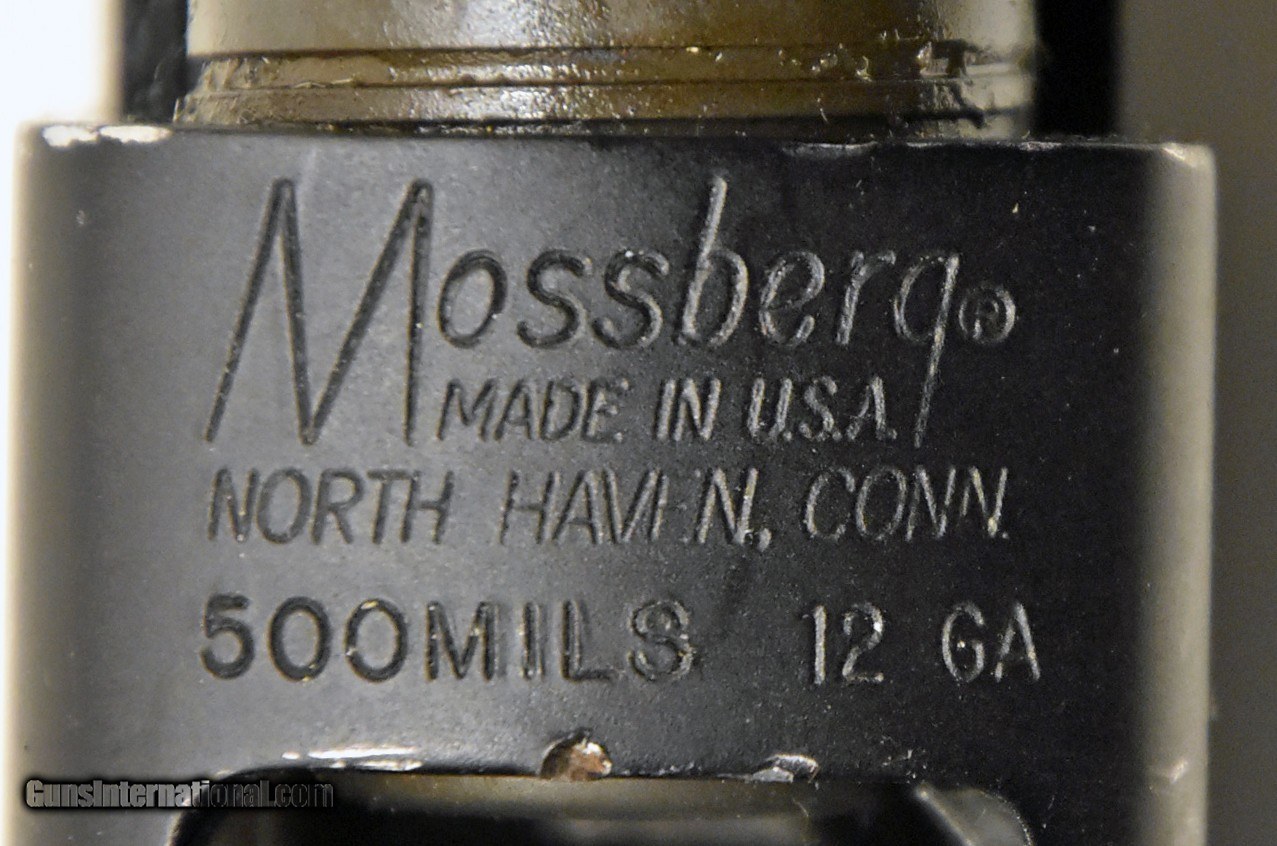 Mossberg®
MADE IN U.S.A.
NORTH HAVEN, CONN.
500MILS 12 GA
GunsInternational.com